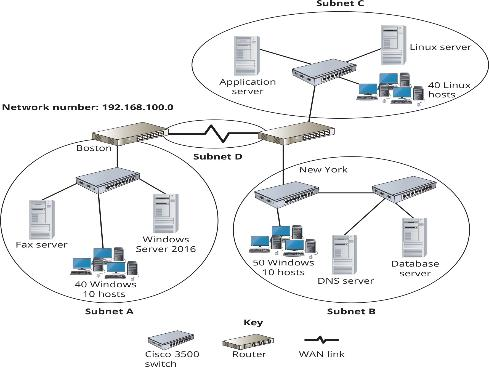 Subnet C
Linux server
Application
server
40 Linux
hosts
Network number: 192.168.100.0
Boston
Subnet D
New York
Fax server
Windows
Server 2016
40 Windows
10 hosts
Subnet A
50 Windows
10 hosts
DNS server
Database
server
Subnet B
Key
Cisco 3500
switch
Router
WAN link